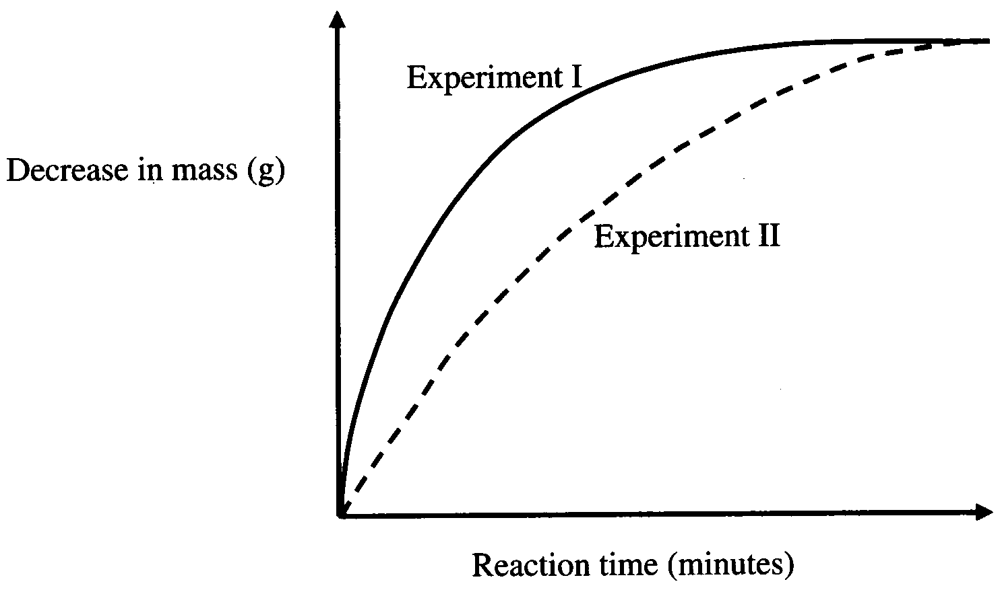 Experiment I
Decrease in mass (g)
Experiment II
Reaction time (minutes)